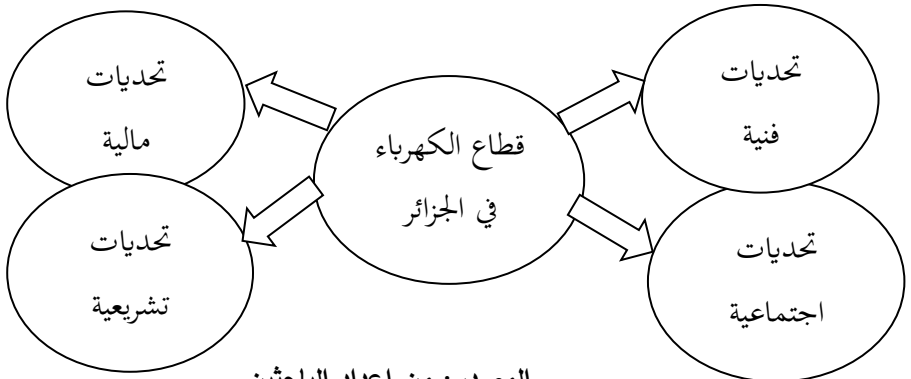 تحديات
فنية
تحديات
مالية
قطاع الكهرباء
في الجزائر
تحديات
اجتماعية
تحديات
تشريعية